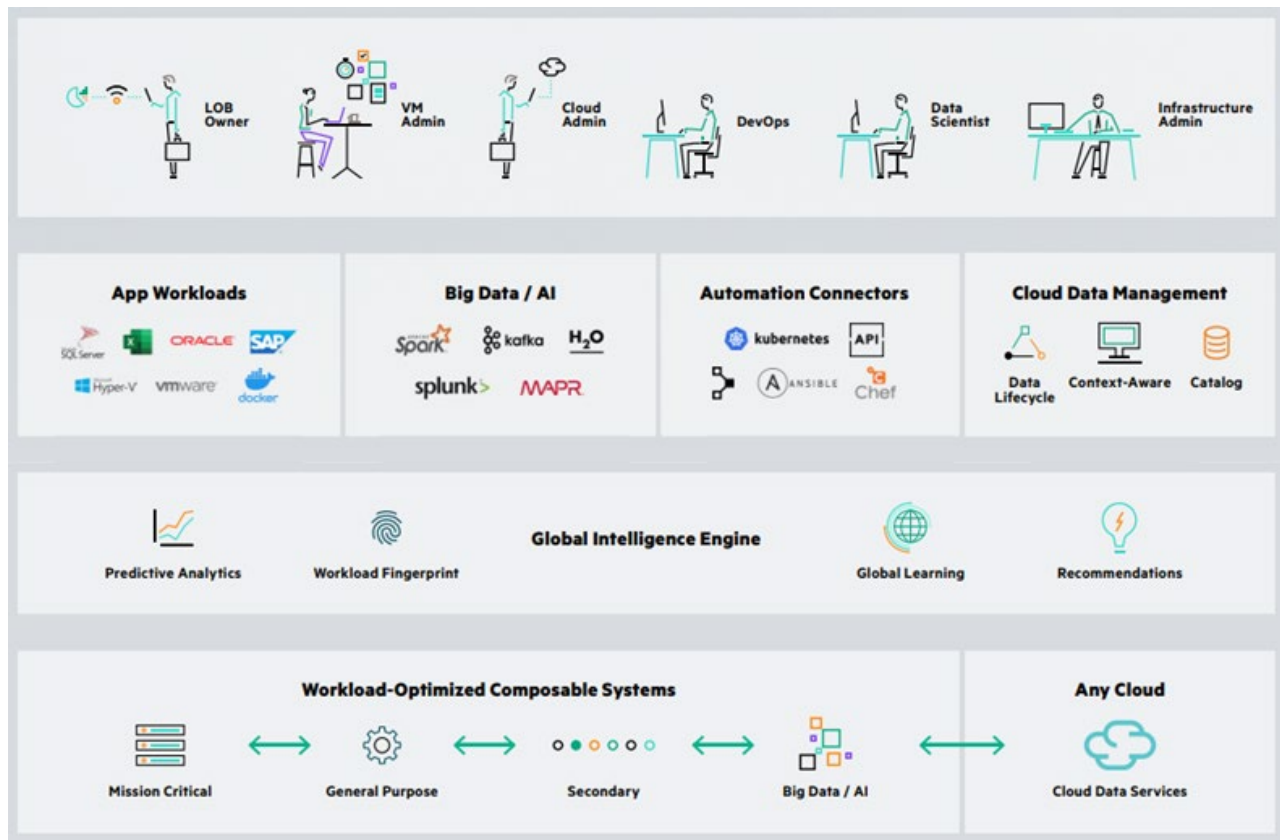 LOB
Owner
VM
Admin
Cloud
Admin
DevOps
Data
Scientist
Infrastructure
Admin
App Workloads
SQL Server
ORACLE
SAP
Hyper-V
vmware
docker
Big Data / AI
Spark
kafka
H2O
splunk>
MAPR
Automation Connectors
kubernetes
API
A ANSIBLE
Chef
Cloud Data Management
Data
Lifecycle
Context-Aware
Catalog
Global Intelligence Engine
Predictive Analytics
Workload Fingerprint
Global Learning
Recommendations
Workload-Optimized Composable Systems
Mission Critical
General Purpose
Secondary
Big Data / AI
Any Cloud
Cloud Data Services